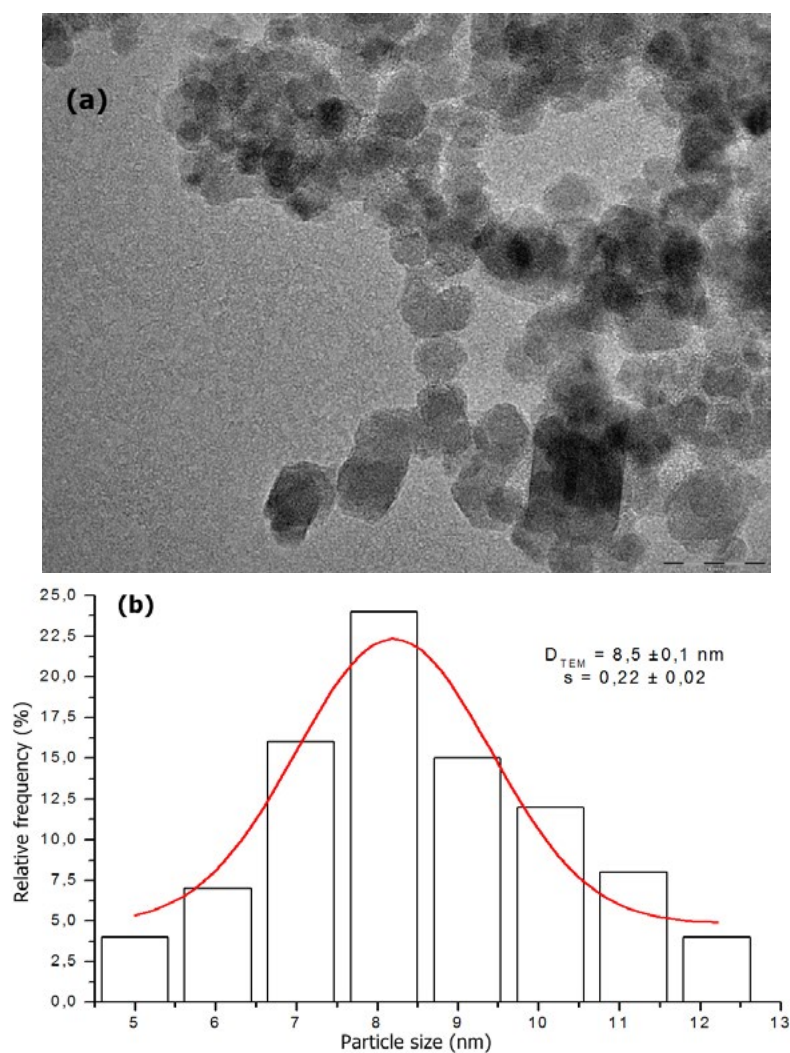 (a)
(b)
D TEM = 8,5 ±0,1 nm
s = 0,22 ± 0,02
Relative frequency (%)
25,0
22,5
20,0
17,5
15,0
12,5
10,0
7,5
5,0
2,5
0,0
5 6 7 8 9 10 11 12 13
Particle size (nm)